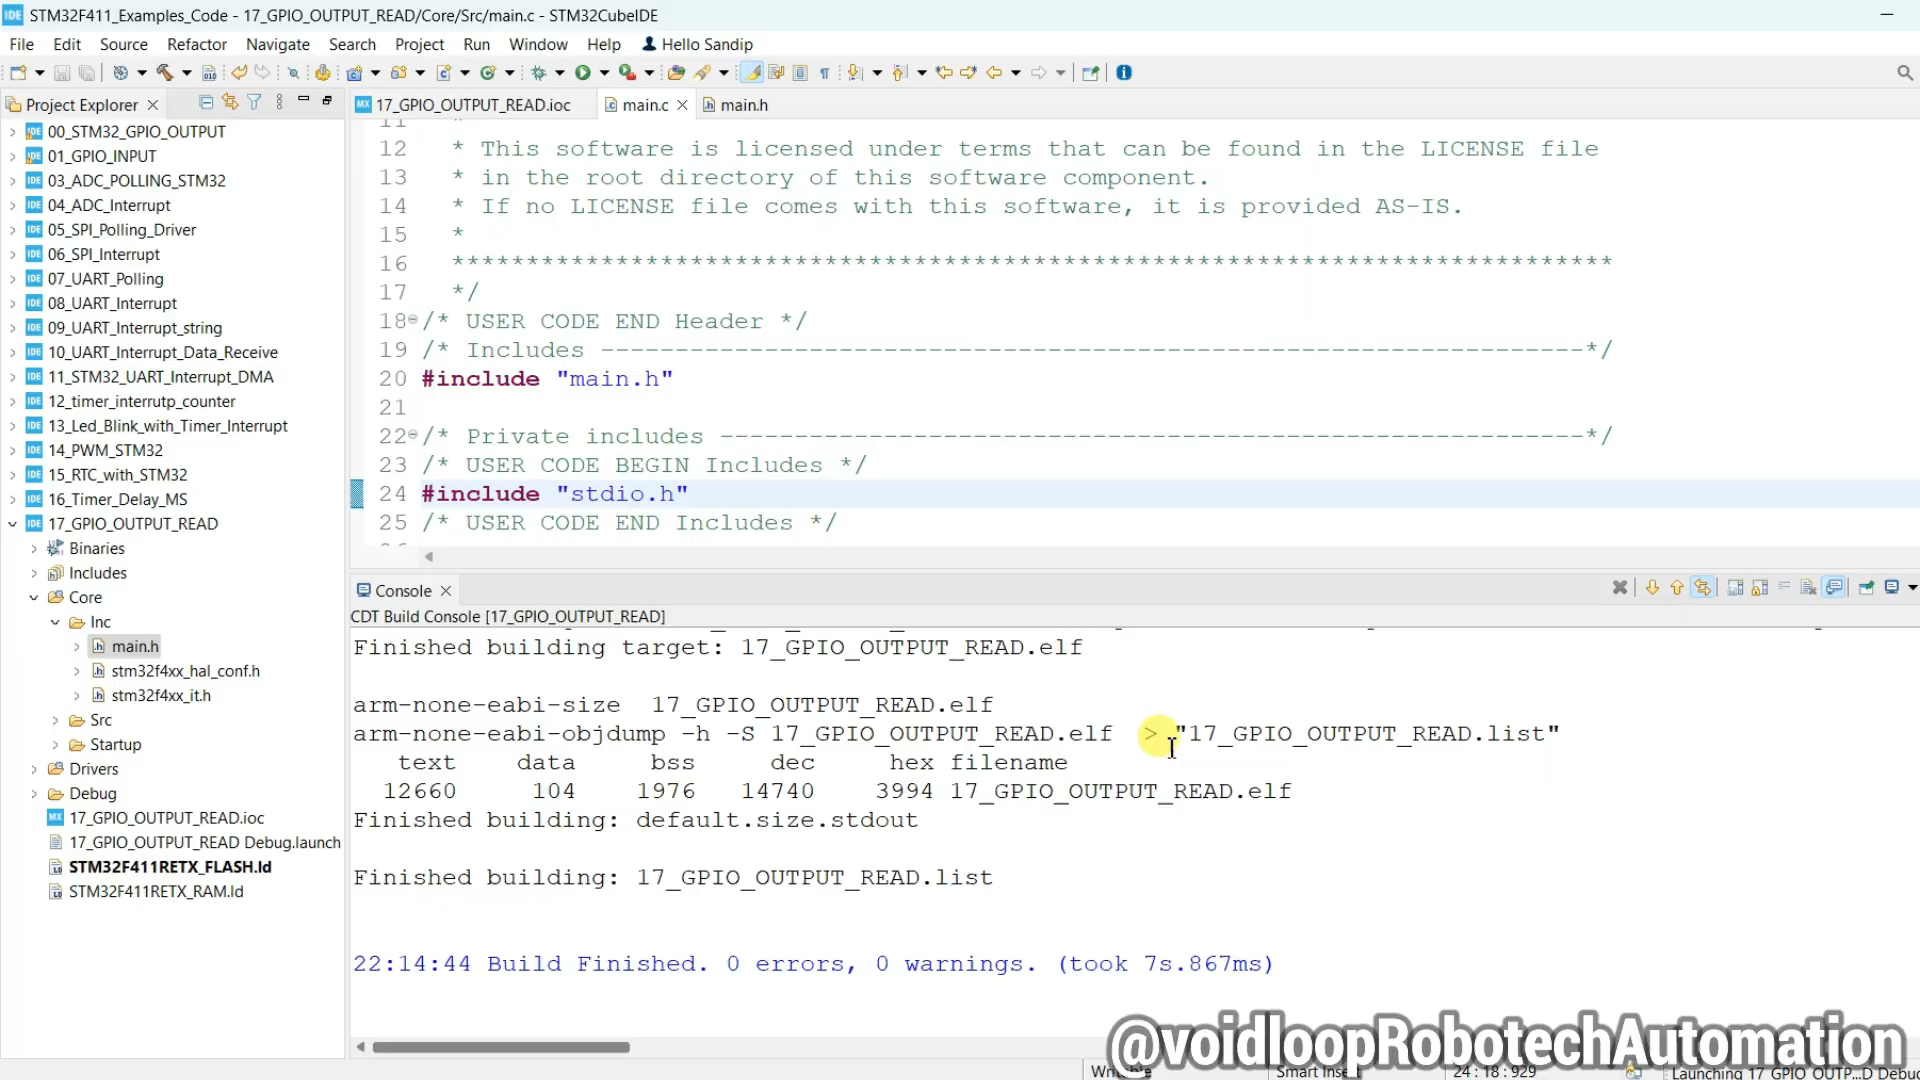 IDE STM32F411_Examples_Code - 17_GPIO_OUTPUT_READ/Core/Src/main.c - STM32CubeIDE
File Edit Source Refactor Navigate Search Project Run Window Help Hello Sandip
Project Explorer
17_GPIO_OUTPUT_READ.ioc main.c main.h
00_STM32_GPIO_OUTPUT
01_GPIO_INPUT
03_ADC_POLLING_STM32
04_ADC_Interrupt
05_SPI_Polling_Driver
06_SPI_Interrupt
07_UART_Polling
08_UART_Interrupt
09_UART_Interrupt_string
10_UART_Interrupt_Data_Receive
11_STM32_UART_Interrupt_DMA
12_timer_interrutp_counter
13_Led_Blink_with_Timer_Interrupt
14_PWM_STM32
15_RTC_with_STM32
16_Timer_Delay_MS
17_GPIO_OUTPUT_READ
Binaries
Includes
Core
Inc
main.h
stm32f4xx_hal_conf.h
stm32f4xx_it.h
Src
Startup
Drivers
Debug
17_GPIO_OUTPUT_READ.ioc
17_GPIO_OUTPUT_READ Debug.launch
STM32F411RETX_FLASH.ld
STM32F411RETX_RAM.ld
11 *
12 * This software is licensed under terms that can be found in the LICENSE file
13 * in the root directory of this software component.
14 * If no LICENSE file comes with this software, it is provided AS-IS.
15 *
16 ******************************************************************************
17 */
18 /* USER CODE END Header */
19 /* Includes ------------------------------------------------------------------*/
20 #include "main.h"
21
22 /* Private includes ----------------------------------------------------------*/
23 /* USER CODE BEGIN Includes */
24 #include "stdio.h"
25 /* USER CODE END Includes */
Console
CDT Build Console [17_GPIO_OUTPUT_READ]
Finished building target: 17_GPIO_OUTPUT_READ.elf
arm-none-eabi-size 17_GPIO_OUTPUT_READ.elf
arm-none-eabi-objdump -h -S 17_GPIO_OUTPUT_READ.elf > "17_GPIO_OUTPUT_READ.list"
text data bss dec hex filename
12660 104 1976 14740 3994 17_GPIO_OUTPUT_READ.elf
Finished building: default.size.stdout
Finished building: 17_GPIO_OUTPUT_READ.list
22:14:44 Build Finished. 0 errors, 0 warnings. (took 7s.867ms)
@voidloopRobotechAutomation
Writable Smart Insert 24 : 18 : 929 Launching 17_GPIO_OUTP...D Debug